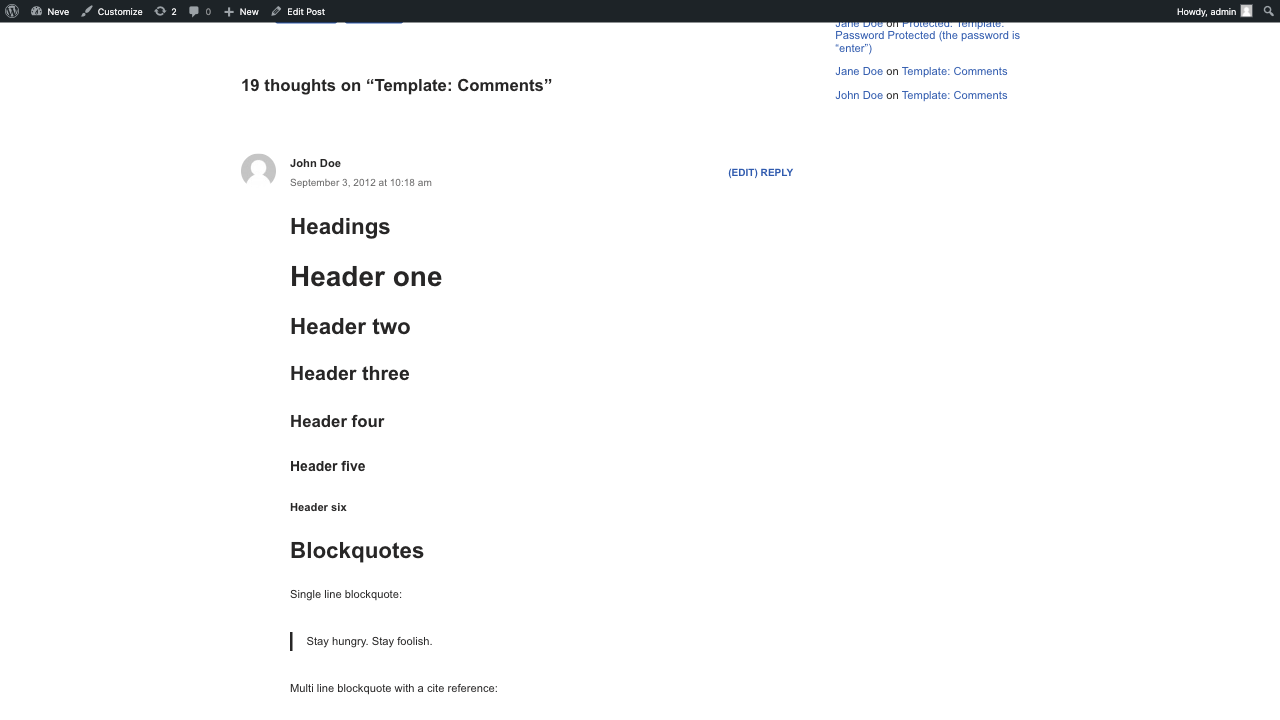 Neve Customize 2 0 New Edit Post Howdy, admin
Jane Doe on Protected: Template:
Password Protected (the password is
“enter”)
Jane Doe on Template: Comments
John Doe on Template: Comments
19 thoughts on “Template: Comments”
John Doe
September 3, 2012 at 10:18 am
(EDIT) REPLY
Headings
Header one
Header two
Header three
Header four
Header five
Header six
Blockquotes
Single line blockquote:
Stay hungry. Stay foolish.
Multi line blockquote with a cite reference: